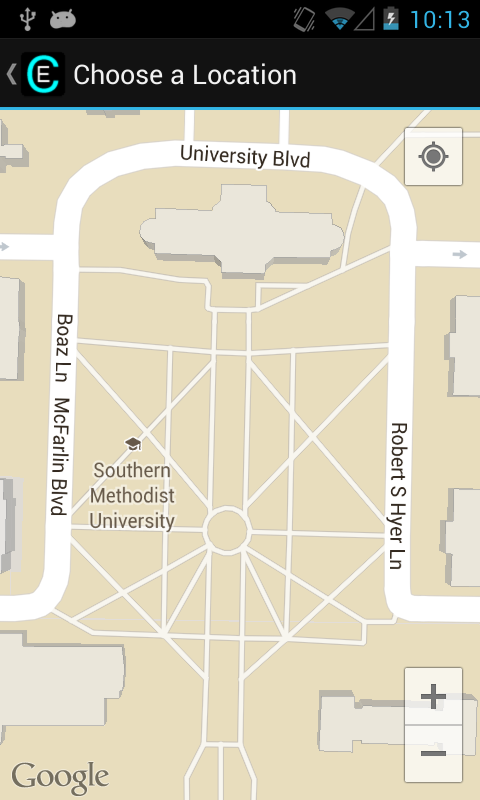 10:13
E
Choose a Location
University Blvd
Boaz Ln
McFarlin Blvd
Robert S Hyer Ln
Southern
Methodist
University
Google